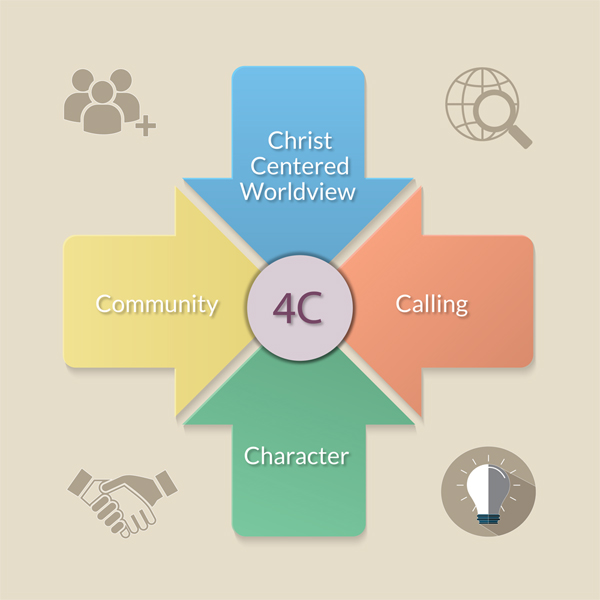 Christ
Centered
Worldview
Community
4C
Calling
Character